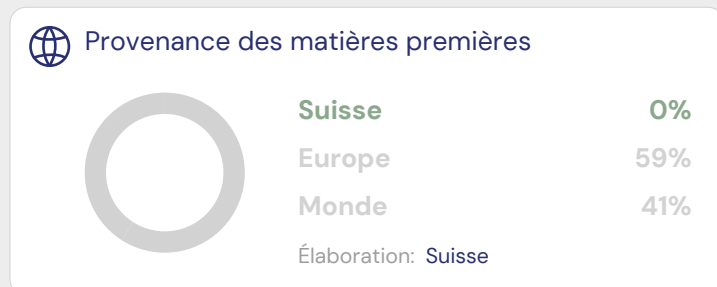 Provenance des matières premières
Suisse 0%
Europe 59%
Monde 41%
Élaboration: Suisse